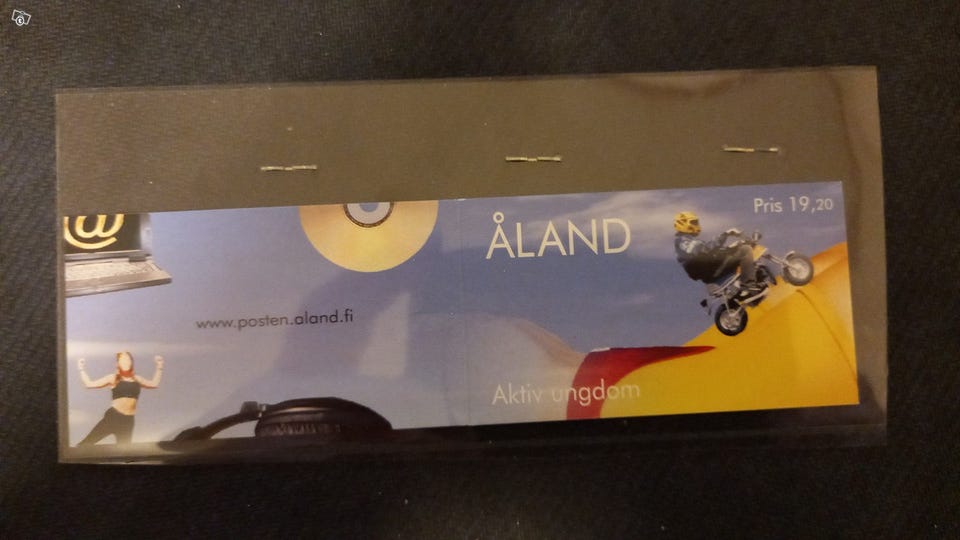 @
www.posten.aland.fi
ÅLAND
Pris 19,20
Aktiv ungdom